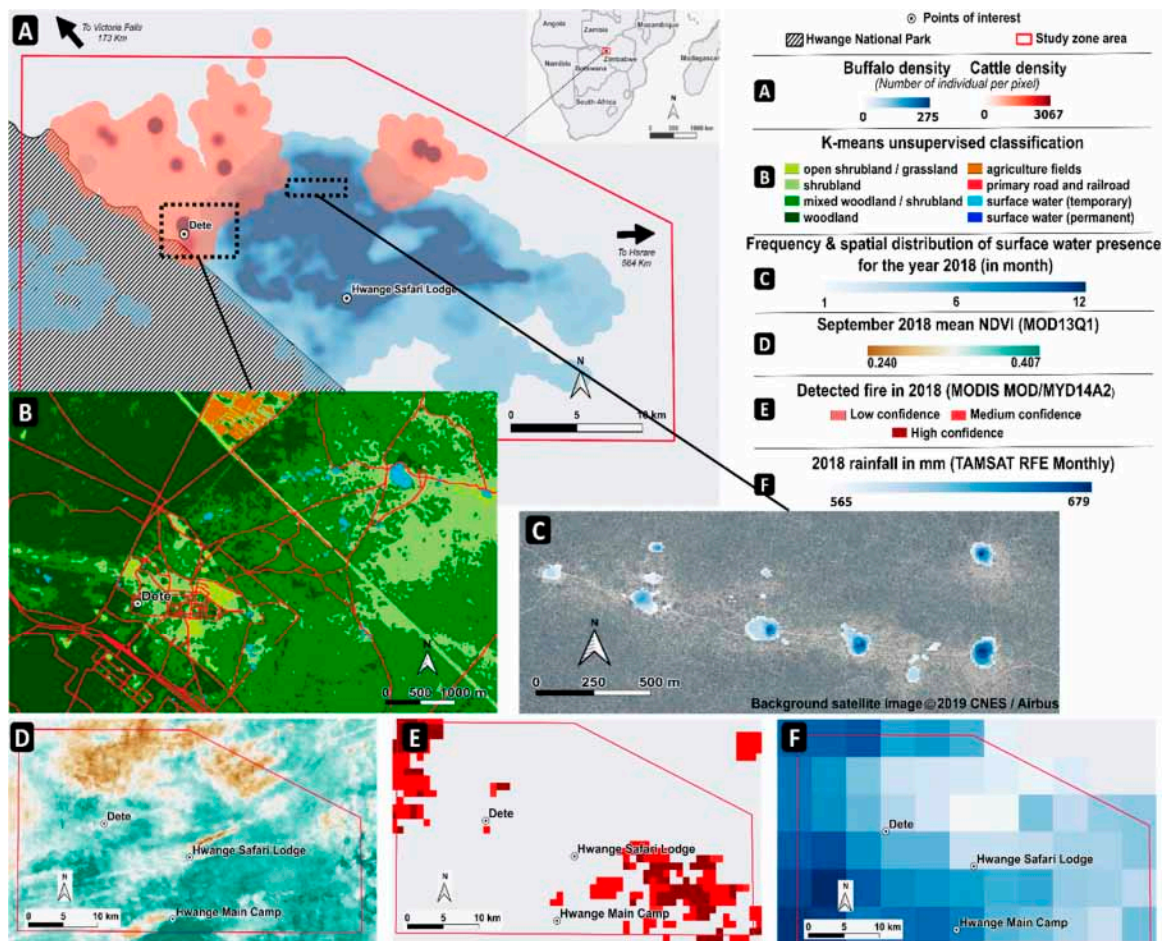 A
To Victoria Falls
173 Km
Angola
Zambia
Mozambique
Namibia
Botswana
Zimbabwe
Madagascar
South-Africa
N
0 500 1000 km
Dete
To Harare
564 Km
Hwange Safari Lodge
N
0 5 10 km
Points of interest
Hwange National Park
Study zone area
A
Buffalo density
Cattle density
(Number of individual per pixel)
0 275
0 3067
B
K-means unsupervised classification
open shrubland / grassland
agriculture fields
shrubland
primary road and railroad
mixed woodland / shrubland
surface water (temporary)
woodland
surface water (permanent)
C
Frequency & spatial distribution of surface water presence
for the year 2018 (in month)
1 6 12
D
September 2018 mean NDVI (MOD13Q1)
0.240 0.407
E
Detected fire in 2018 (MODIS MOD/MYD14A2)
Low confidence
Medium confidence
High confidence
F
2018 rainfall in mm (TAMSAT RFE Monthly)
565 679
B
Dete
N
0 500 1000 m
C
N
0 250 500 m
Background satellite image © 2019 CNES / Airbus
D
Dete
Hwange Safari Lodge
N
Hwange Main Camp
0 5 10 km
E
Dete
Hwange Safari Lodge
N
Hwange Main Camp
0 5 10 km
F
Dete
Hwange Safari Lodge
N
Hwange Main Camp
0 5 10 km